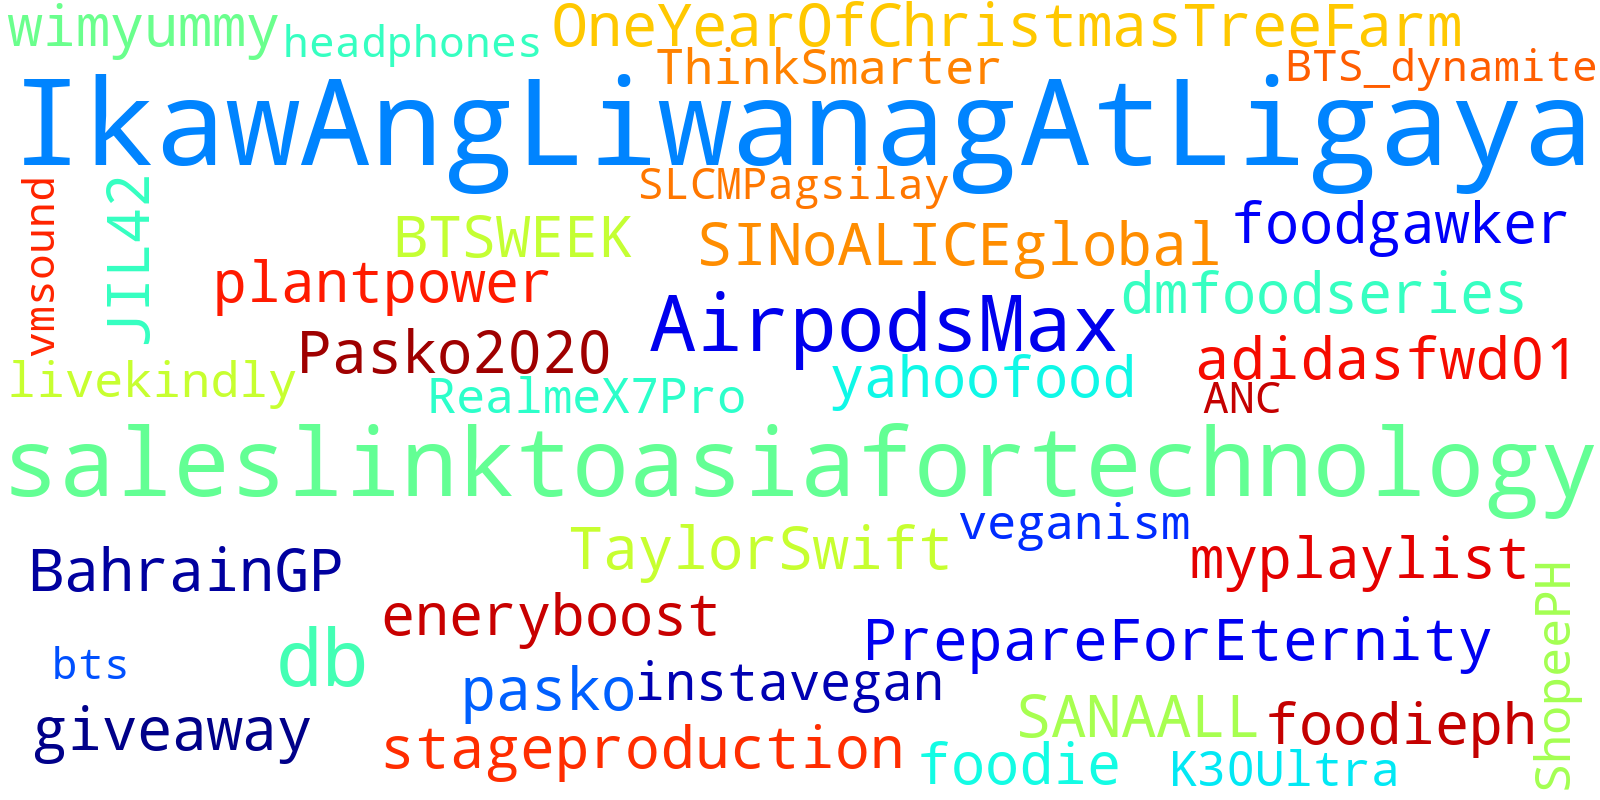 wimyummy
headphones
OneYearOfChristmasTreeFarm
ThinkSmarter
BTS_dynamite
IkawAngLiwanagAtLigaya
SLCMPagsilay
vmsound
JIL42
BTSWEEK
SINoALICEglobal
foodgawker
plantpower
AirpodsMax
dmfoodseries
Pasko2020
adidasfwd01
livekindly
RealmeX7Pro
yahoofood
ANC
saleslinktoasiafortechnology
veganism
TaylorSwift
BahrainGP
myplaylist
eneryboost
PrepareForEternity
ShopeePH
bts
db
pasko
instavegan
giveaway
SANAALL
foodieph
stageproduction
foodie
K30Ultra